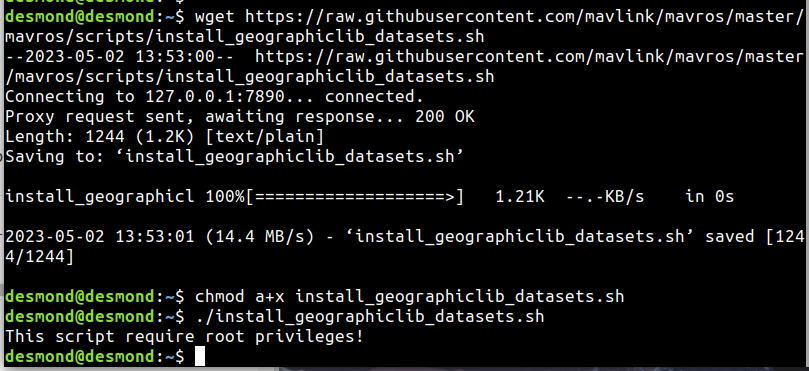 desmond@desmond:~$ wget https://raw.githubusercontent.com/mavlink/mavros/master/
mavros/scripts/install_geographiclib_datasets.sh
--2023-05-02 13:53:00--  https://raw.githubusercontent.com/mavlink/mavros/master
/mavros/scripts/install_geographiclib_datasets.sh
Connecting to 127.0.0.1:7890... connected.
Proxy request sent, awaiting response... 200 OK
Length: 1244 (1.2K) [text/plain]
Saving to: ‘install_geographiclib_datasets.sh’
install_geographicl 100%[===================>]   1.21K  --.-KB/s    in 0s
2023-05-02 13:53:01 (14.4 MB/s) - ‘install_geographiclib_datasets.sh’ saved [124
4/1244]
desmond@desmond:~$ chmod a+x install_geographiclib_datasets.sh
desmond@desmond:~$ ./install_geographiclib_datasets.sh
This script require root privileges!
desmond@desmond:~$